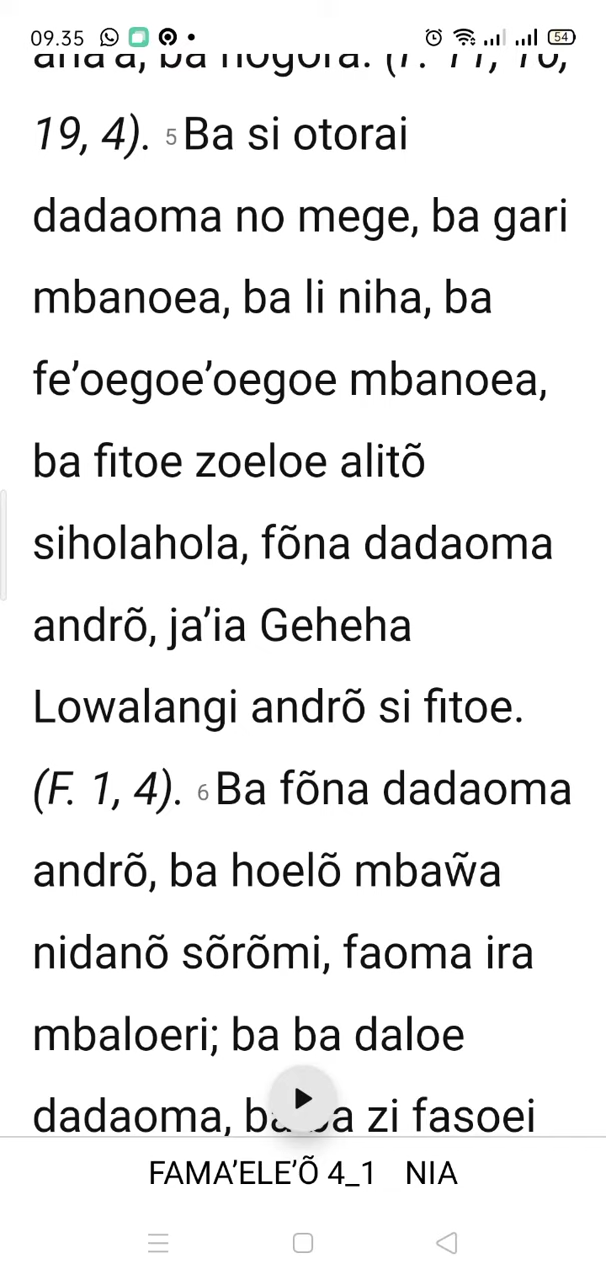 09.35
54
19, 4). 5 Ba si otorai
dadaoma no mege, ba gari
mbanoea, ba li niha, ba
fe’oegoe’oegoe mbanoea,
ba fitoe zoeloe alitõ
siholahola, fõna dadaoma
andrõ, ja’ia Geheha
Lowalangi andrõ si fitoe.
(F. 1, 4). 6 Ba fõna dadaoma
andrõ, ba hoelõ mbaw̃a
nidanõ sõrõmi, faoma ira
mbaloeri; ba ba daloe
dadaoma, zi fasoei
FAMA’ELE’Õ 4_1 NIA